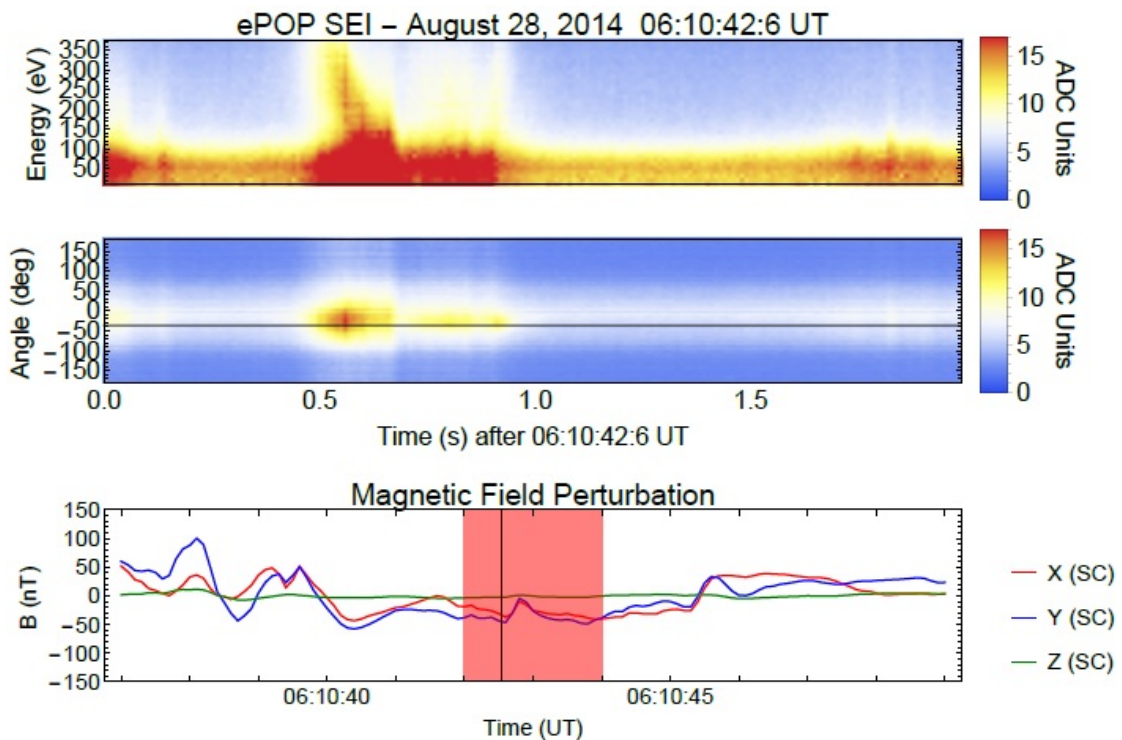 ePOP SEI – August 28, 2014 06:10:42:6 UT
Energy (eV)
350
300
250
200
150
100
50
15
10
5
0
ADC Units
Angle (deg)
150
100
50
0
−50
−100
−150
15
10
5
0
ADC Units
0.0 0.5 1.0 1.5
Time (s) after 06:10:42:6 UT
Magnetic Field Perturbation
B (nT)
150
100
50
0
−50
−100
−150
X (SC)
Y (SC)
Z (SC)
06:10:40 06:10:45
Time (UT)